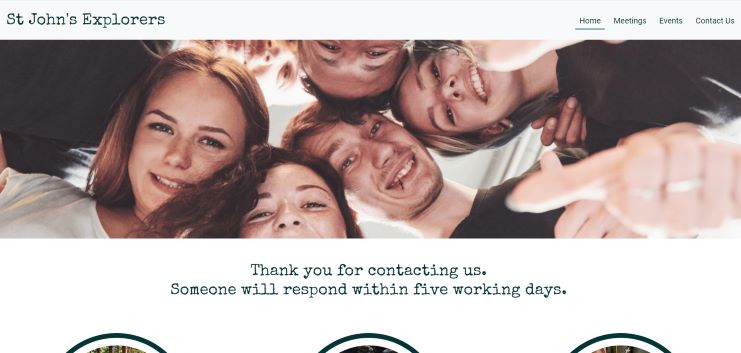 St John's Explorers
Home Meetings Events Contact Us
Thank you for contacting us.
Someone will respond within five working days.